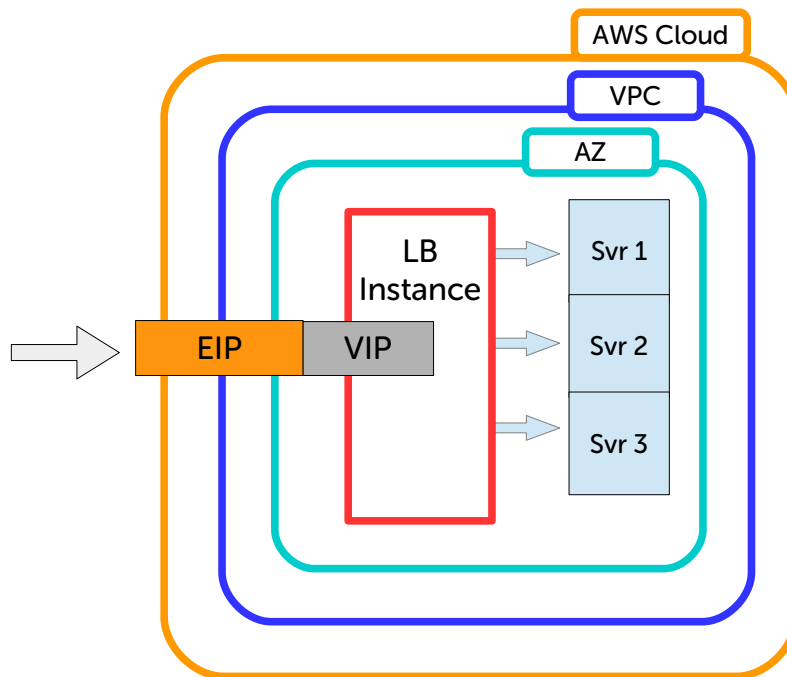 AWS Cloud
VPC
AZ
LB
Instance
Svr 1
EIP
VIP
Svr 2
Svr 3